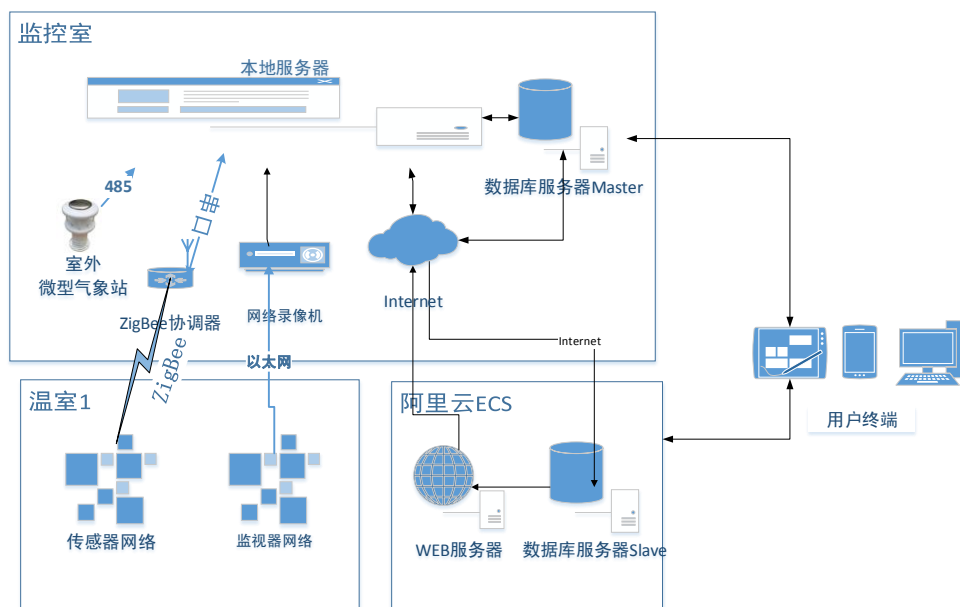 监控室
本地服务器
数据库服务器Master
485
串口
室外
微型气象站
ZigBee协调器
网络录像机
Internet
Internet
ZigBee
以太网
温室1
阿里云ECS
用户终端
传感器网络
监视器网络
WEB服务器
数据库服务器Slave